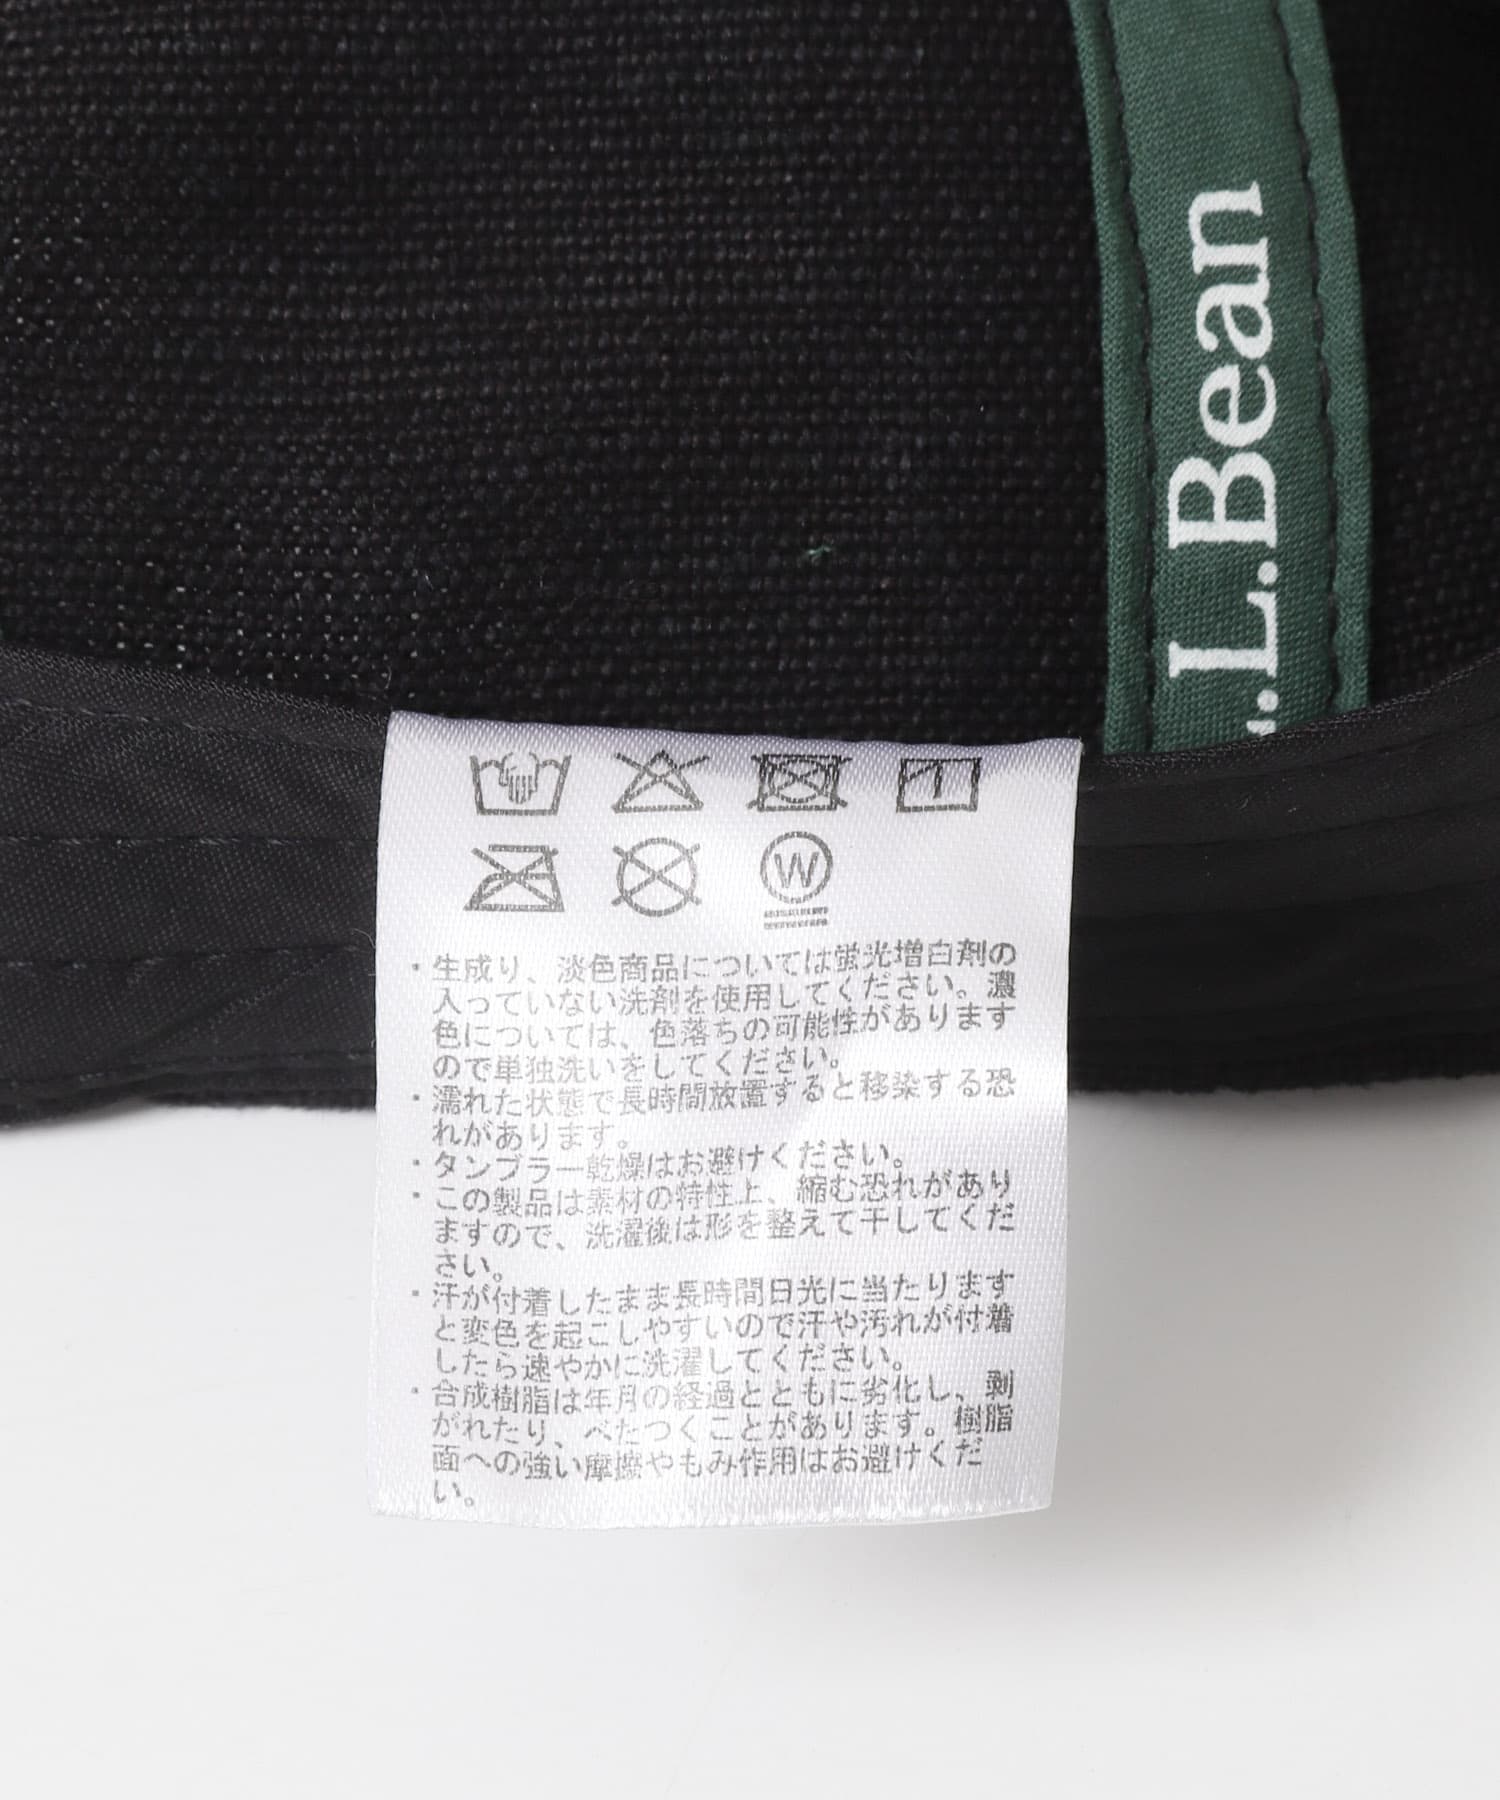 L.L.Bean
W
・生成り、淡色商品については蛍光増白剤の
入っていない洗剤を使用してください。濃
色については、色落ちの可能性があります
ので単独洗いをしてください。
・濡れた状態で長時間放置すると移染する恐
れがあります。
・タンブラー乾燥はお避けください。
・この製品は素材の特性上、縮む恐れがあり
ますので、洗濯後は形を整えて干してくだ
さい。
・汗が付着したまま長時間日光に当たります
と変色を起こしやすいので汗や汚れが付着
したら速やかに洗濯してください。
・合成樹脂は年月の経過とともに劣化し、剥
がれたり、べたつくことがあります。樹脂
面への強い摩擦やもみ作用はお避けくだ
い。